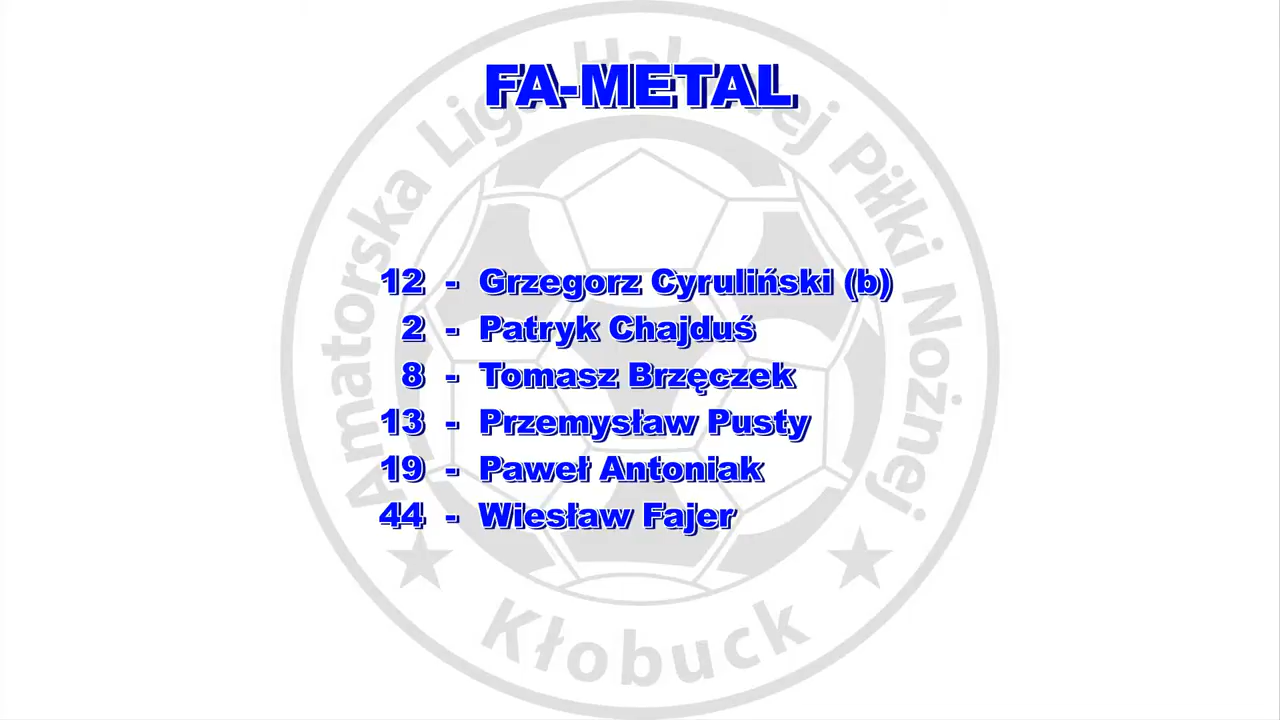 FA-METAL
12 - Grzegorz Cyruliński (b)
2 - Patryk Chajduś
8 - Tomasz Brzęczek
13 - Przemysław Pusty
19 - Paweł Antoniak
44 - Wiesław Fajer
Amatorska Liga Halowej Piłki Nożnej
Kłobuck